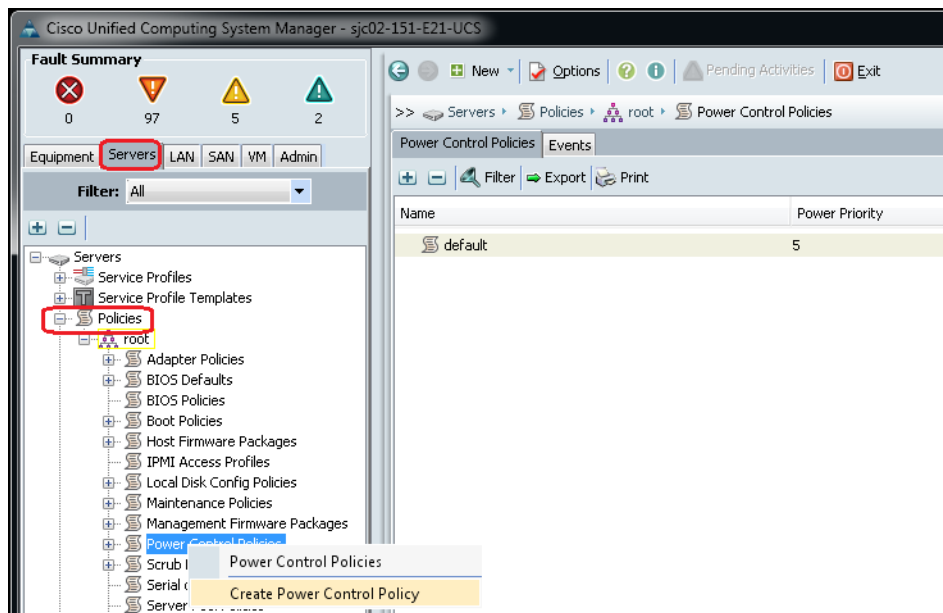 Cisco Unified Computing System Manager - sjc02-151-E21-UCS
Fault Summary
0 97 5 2
Equipment Servers LAN SAN VM Admin
Filter: All
Servers
Service Profiles
Service Profile Templates
Policies
root
Adapter Policies
BIOS Defaults
BIOS Policies
Boot Policies
Host Firmware Packages
IPMI Access Profiles
Local Disk Config Policies
Maintenance Policies
Management Firmware Packages
Power Control Policies
Scrub
Serial
Server
Power Control Policies
Create Power Control Policy
New Options Pending Activities Exit
>> Servers Policies root Power Control Policies
Power Control Policies Events
Filter Export Print
Name Power Priority
default 5